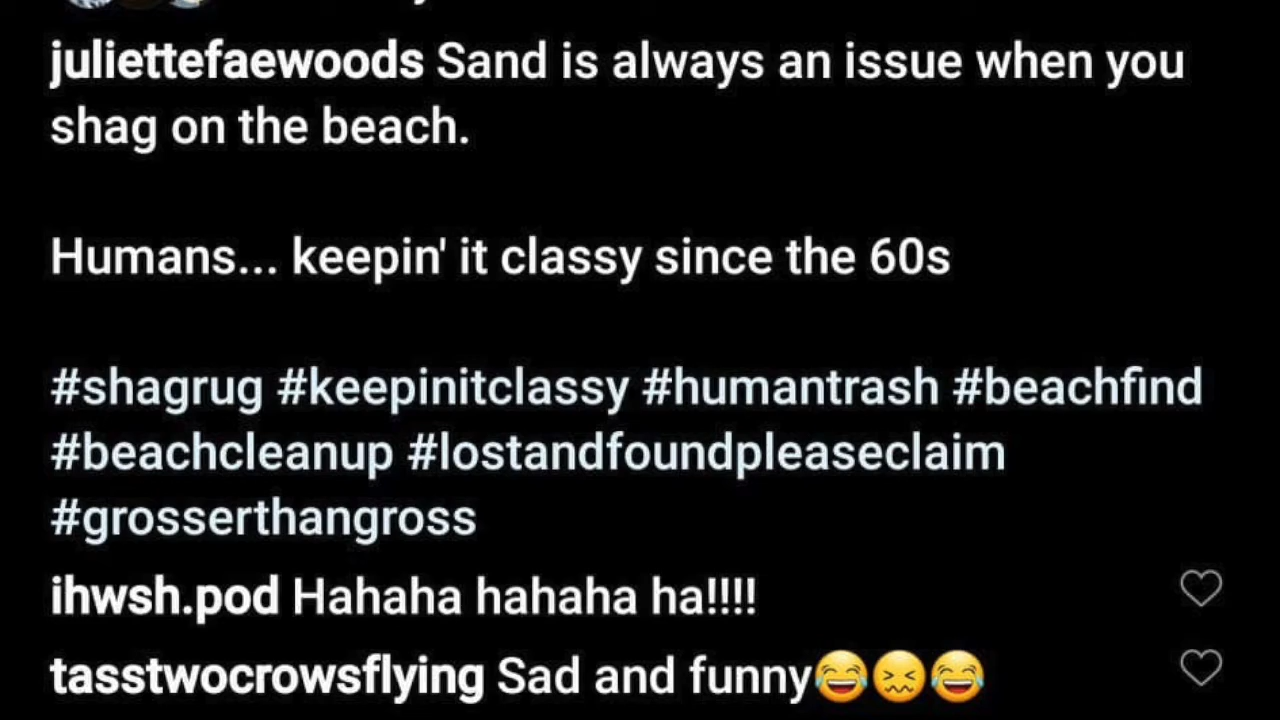 juliettefaewoods Sand is always an issue when you
shag on the beach.
Humans... keepin' it classy since the 60s
#shagrug #keepinitclassy #humantrash #beachfind
#beachcleanup #lostandfoundpleaseclaim
#grosserthangross
ihwsh.pod Hahaha hahaha ha!!!!
tasstwocrowsflying Sad and funny😂😖😂